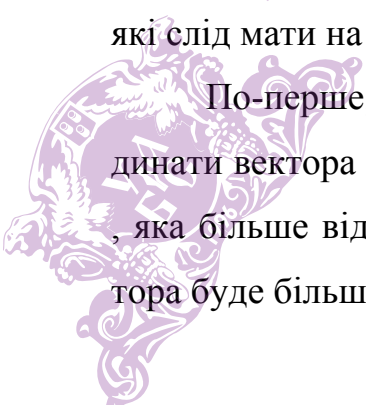 які слід мати на
По-перше
динати вектора
, яка більше від
тора буде більш